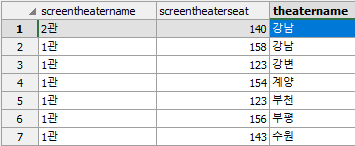 screentheatername screentheaterseat theatername
1 2관 140 강남
2 1관 158 강남
3 1관 123 강변
4 1관 154 계양
5 1관 123 부천
6 1관 156 부평
7 1관 143 수원